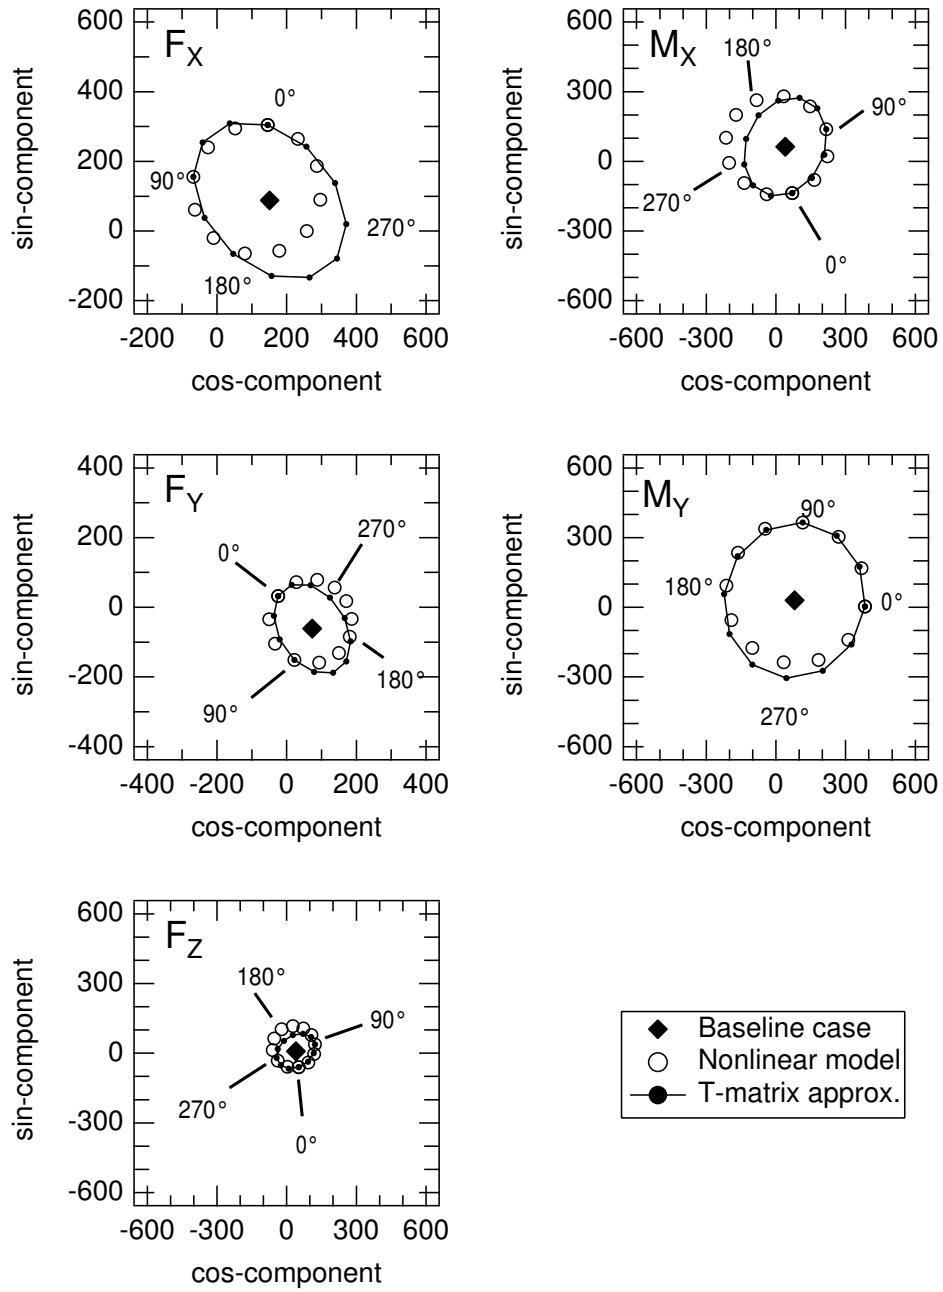 F_X
600
400
200
0
-200
-200 0 200 400 600
sin-component
cos-component
0°
90°
180°
270°
M_X
600
300
0
-300
-600
-600 -300 0 300 600
sin-component
cos-component
180°
90°
270°
0°
F_Y
400
200
0
-200
-400
-400 -200 0 200 400
sin-component
cos-component
0°
270°
90°
180°
M_Y
600
300
0
-300
-600
-600 -300 0 300 600
sin-component
cos-component
90°
180°
0°
270°
F_Z
600
300
0
-300
-600
-600 -300 0 300 600
sin-component
cos-component
180°
90°
270°
0°
Baseline case
Nonlinear model
T-matrix approx.